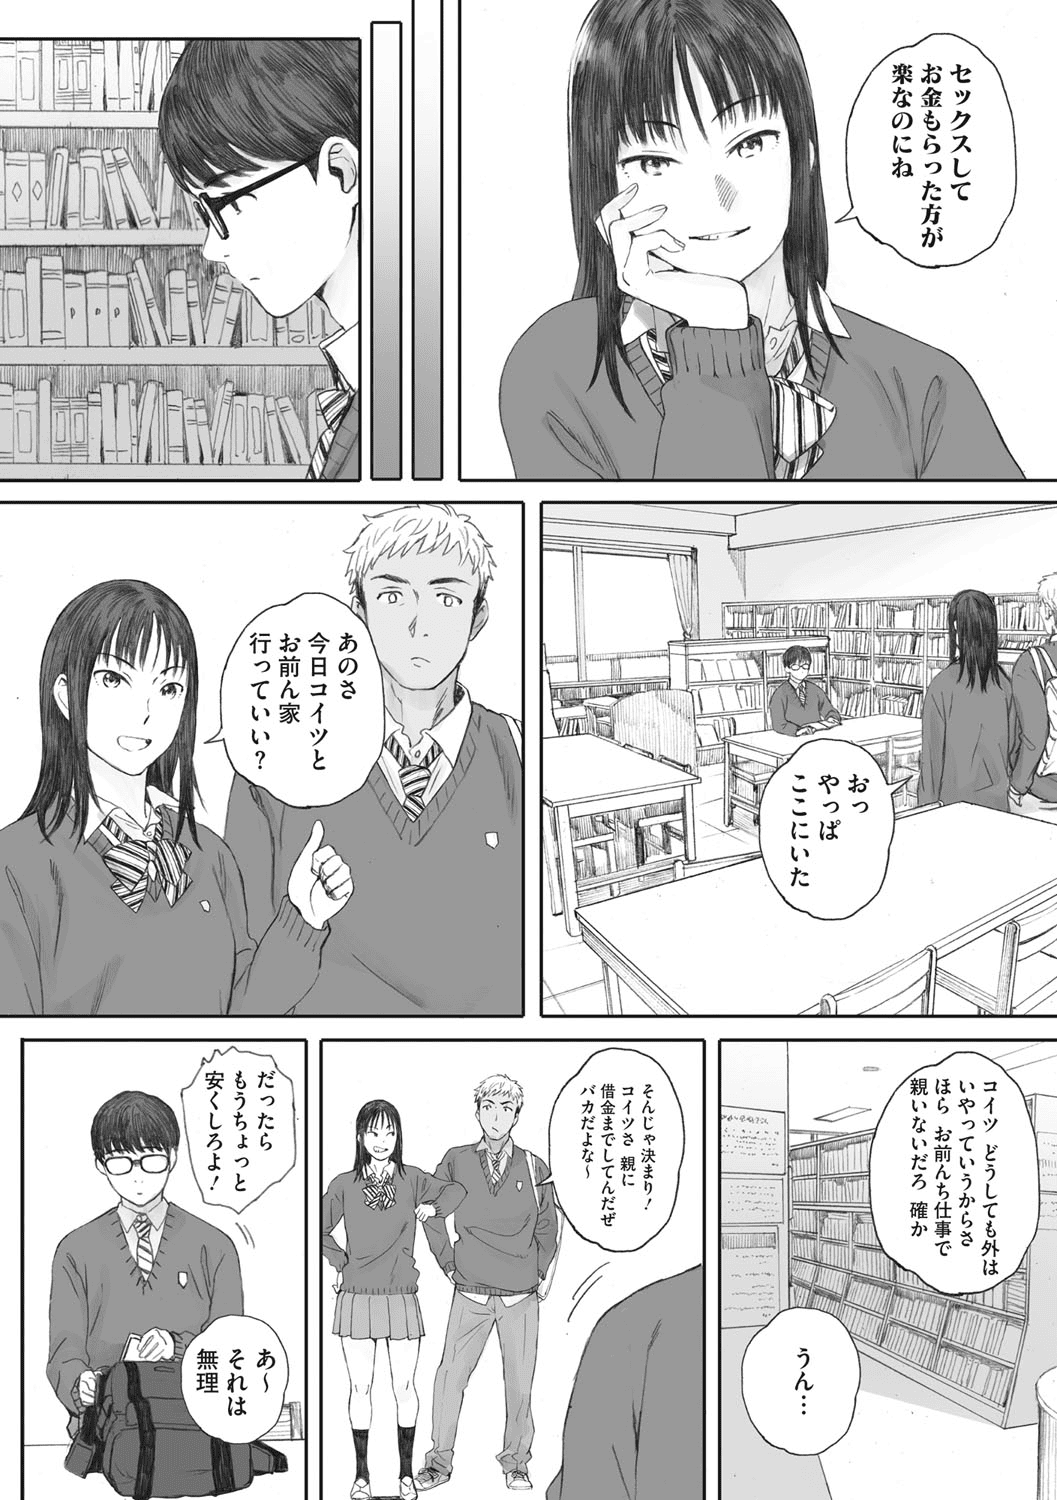 セックスして
お金もらった方が
楽なのにね
おっ
やっぱ
ここにいた
あのさ
今日コイツと
お前ん家
行っていい?
コイツ どうしても外は
いやっていうからさ
ほら お前んち仕事で
親いないだろ 確か
うん…
そんじゃ決まり!
コイツさ 親に
借金までしてんだぜ
バカだよな〜
だったら
もうちょっと
安くしろよ!
あ〜
それは
無理